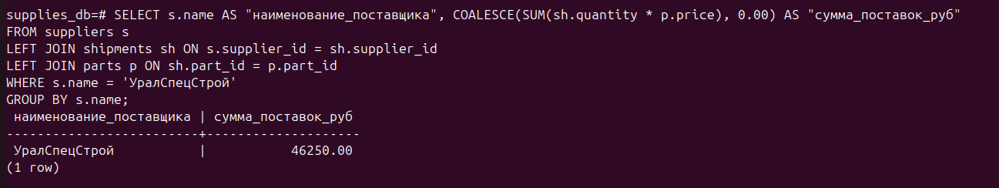 supplies_db=# SELECT s.name AS "наименование_поставщика", COALESCE(SUM(sh.quantity * p.price), 0.00) AS "сумма_поставок_руб"
FROM suppliers s
LEFT JOIN shipments sh ON s.supplier_id = sh.supplier_id
LEFT JOIN parts p ON sh.part_id = p.part_id
WHERE s.name = 'УралСпецСтрой'
GROUP BY s.name;
 наименование_поставщика | сумма_поставок_руб
-------------------------+--------------------
 УралСпецСтрой           |           46250.00
(1 row)